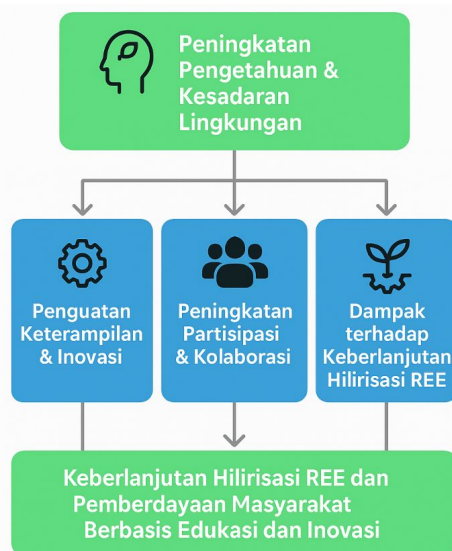 Peningkatan
Pengetahuan &
Kesadaran
Lingkungan
Penguatan
Keterampilan
& Inovasi
Peningkatan
Partisipasi
& Kolaborasi
Dampak
terhadap
Keberlanjutan
Hilirisasi REE
Keberlanjutan Hilirisasi REE dan
Pemberdayaan Masyarakat
Berbasis Edukasi dan Inovasi